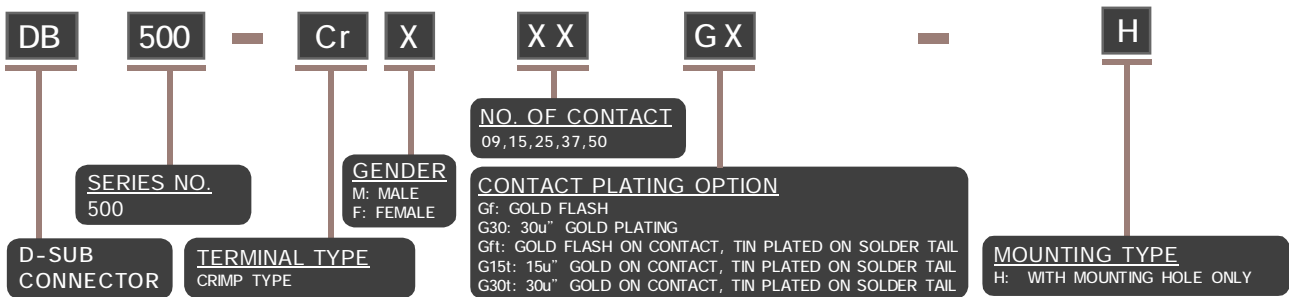 DB 500 - Cr X XX GX - H
NO. OF CONTACT
09,15,25,37,50
GENDER
M: MALE
F: FEMALE
SERIES NO.
500
CONTACT PLATING OPTION
Gf: GOLD FLASH
G30: 30u" GOLD PLATING
Gft: GOLD FLASH ON CONTACT, TIN PLATED ON SOLDER TAIL
G15t: 15u" GOLD ON CONTACT, TIN PLATED ON SOLDER TAIL
G30t: 30u" GOLD ON CONTACT, TIN PLATED ON SOLDER TAIL
D-SUB
CONNECTOR
TERMINAL TYPE
CRIMP TYPE
MOUNTING TYPE
H: WITH MOUNTING HOLE ONLY